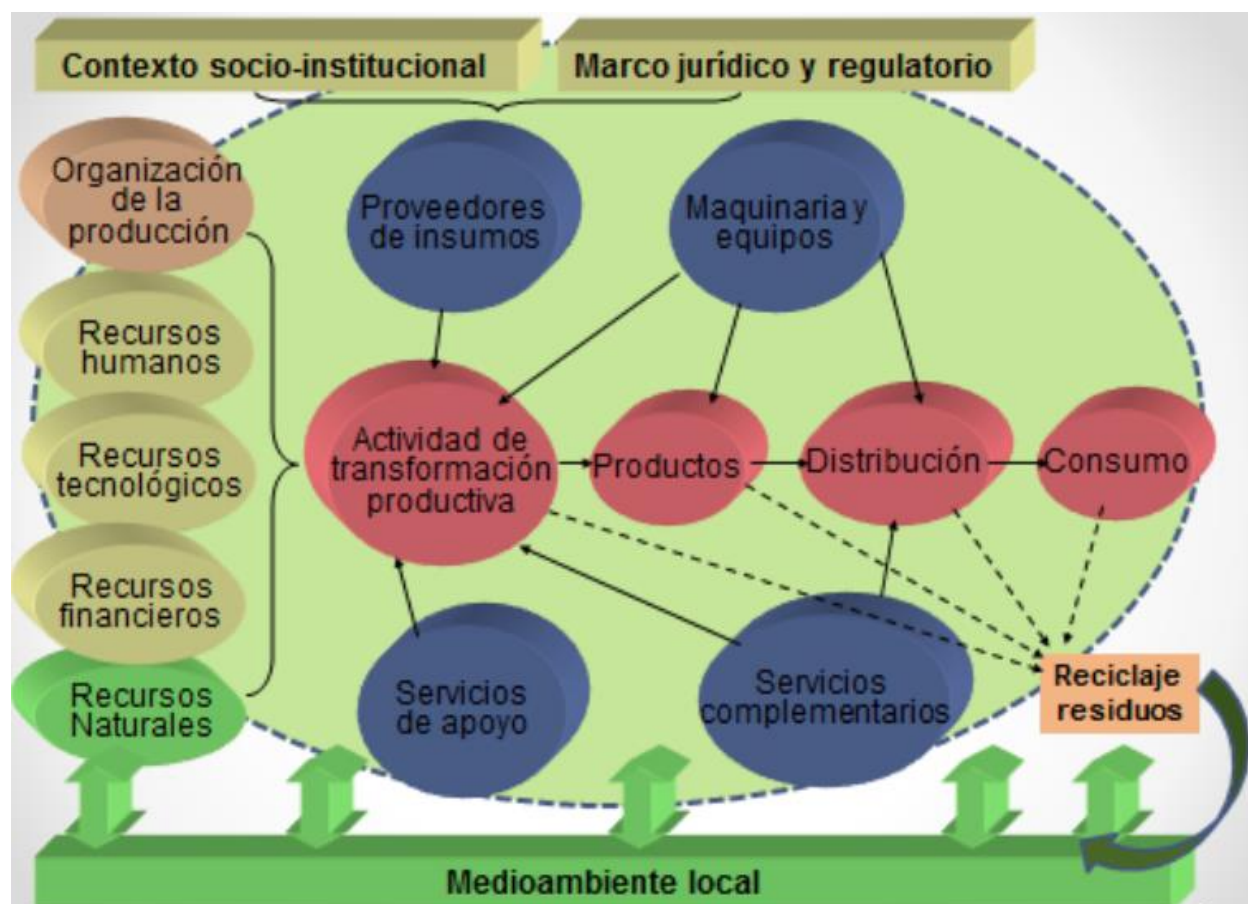 Contexto socio-institucional
Marco jurídico y regulatorio
Organización
de la
producción
Proveedores
de insumos
Maquinaria y
equipos
Recursos
humanos
Recursos
tecnológicos
Actividad de
transformación
productiva
Productos
Distribución
Consumo
Recursos
financieros
Recursos
Naturales
Servicios
de apoyo
Servicios
complementarios
Reciclaje
residuos
Medioambiente local